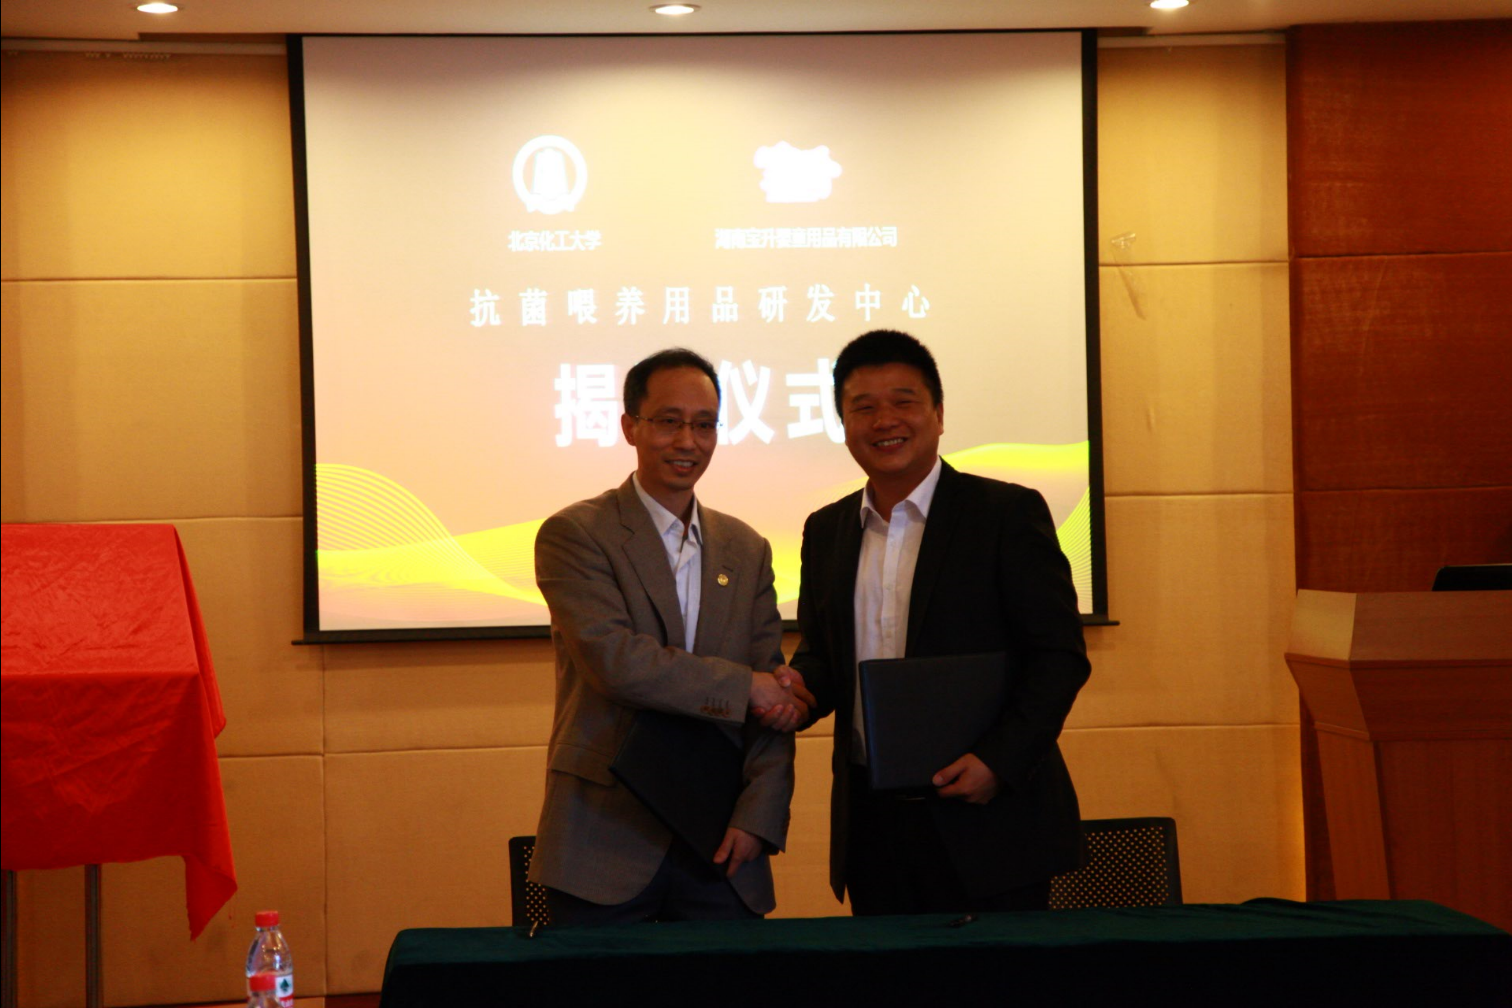 北京化工大学
湖南宝升婴童用品有限公司
抗菌喂养用品研发中心
揭 仪式